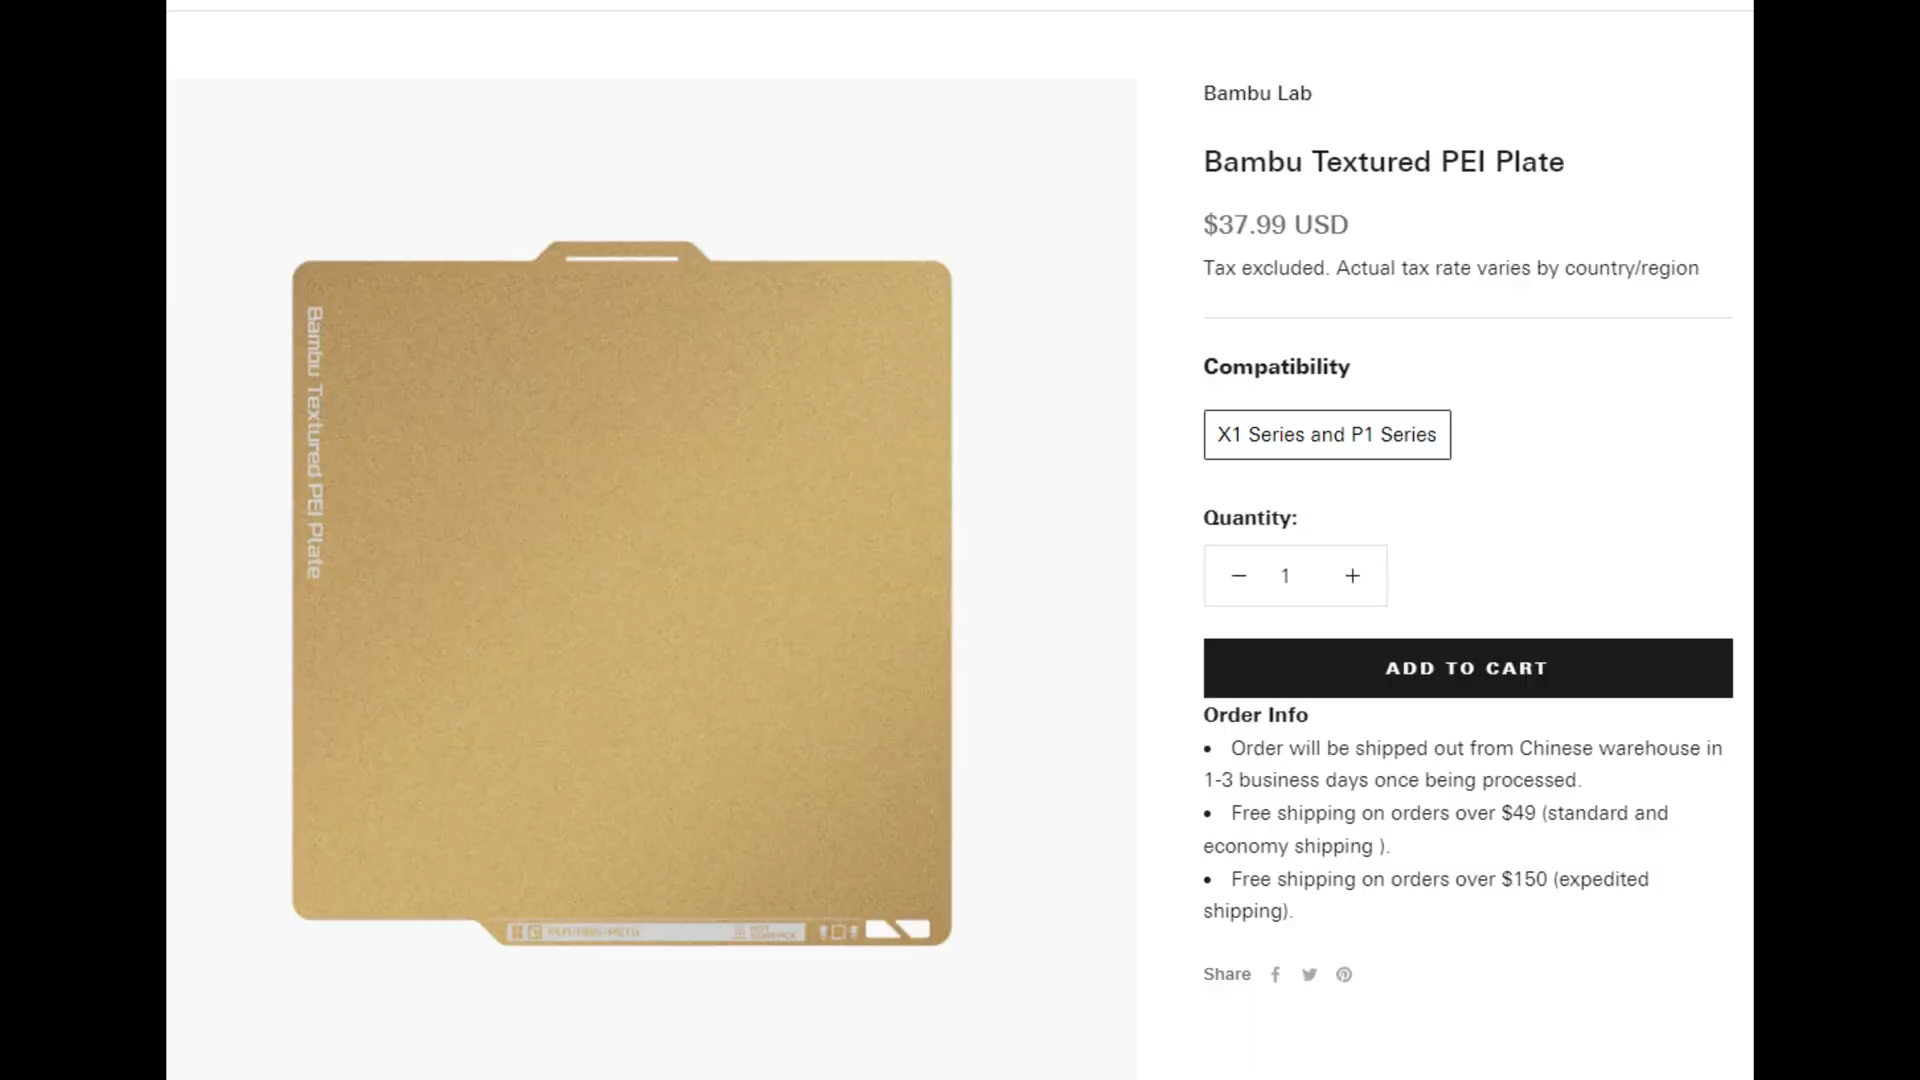 Bambu Lab
Bambu Textured PEI Plate
$37.99 USD
Tax excluded. Actual tax rate varies by country/region
Compatibility
X1 Series and P1 Series
Quantity:
− 1 +
ADD TO CART
Order Info
• Order will be shipped out from Chinese warehouse in
1-3 business days once being processed.
• Free shipping on orders over $49 (standard and
economy shipping ).
• Free shipping on orders over $150 (expedited
shipping).
Share
Bambu Textured PEI Plate